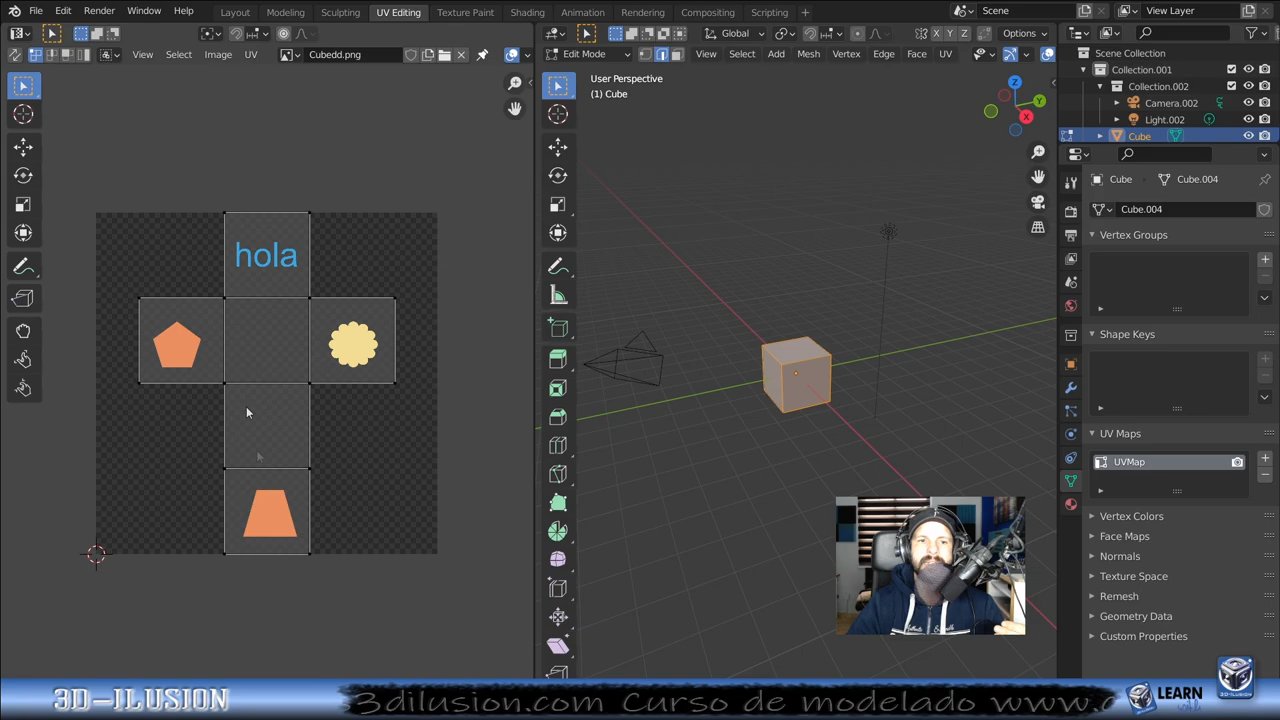 File Edit Render Window Help Layout Modeling Sculpting UV Editing Texture Paint Shading Animation Rendering Compositing Scripting + Scene View Layer
Global X Y Z Options
View Select Image UV Cubedd.png Edit Mode View Select Add Mesh Vertex Edge Face UV
User Perspective
(1) Cube
Scene Collection
Collection.001
Collection.002
Camera.002
Light.002
Cube
Z
Y
X
hola
Cube Cube.004
Cube.004
Vertex Groups
Shape Keys
UV Maps
UVMap
Vertex Colors
Face Maps
Normals
Texture Space
Remesh
Geometry Data
Custom Properties
3D-ILUSION
3dilusion.com Curso de modelado www.
LEARN